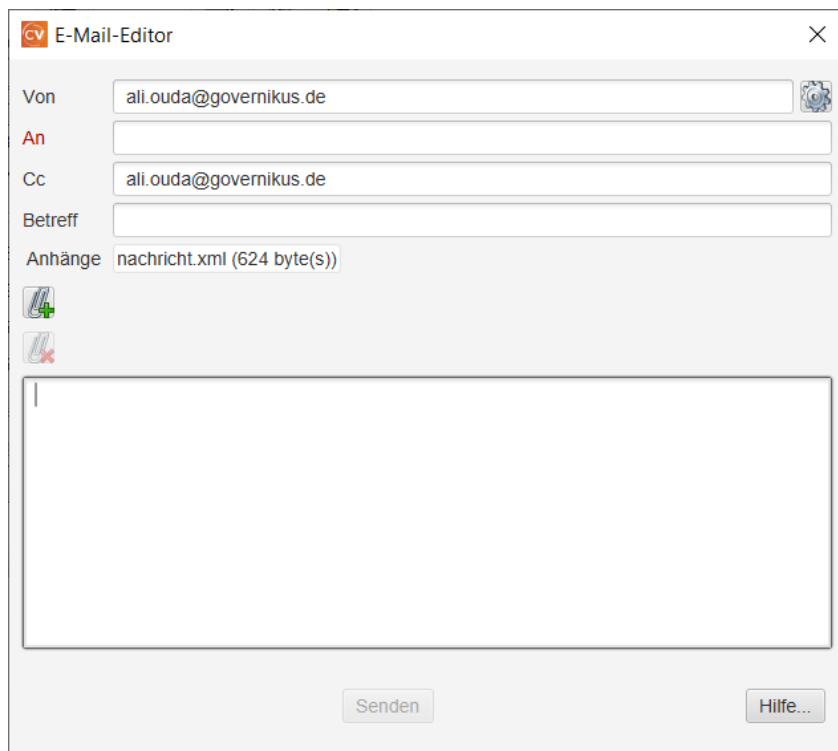 CV E-Mail-Editor
Von ali.ouda@governikus.de
An
Cc ali.ouda@governikus.de
Betreff
Anhänge nachricht.xml (624 byte(s))
Senden Hilfe...